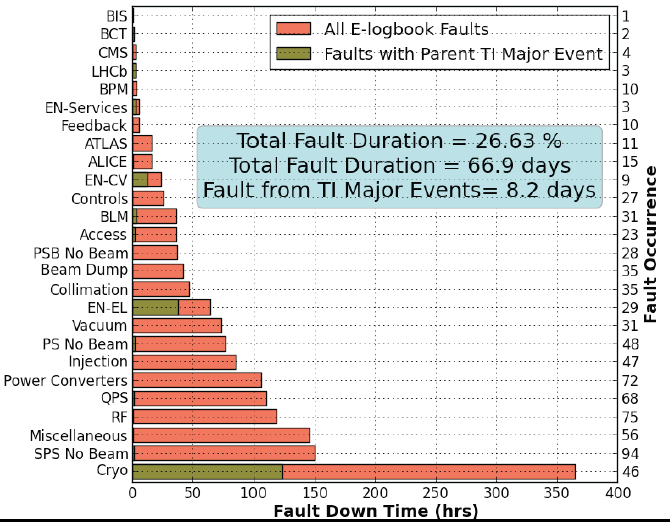 All E-logbook Faults
Faults with Parent TI Major Event
Total Fault Duration = 26.63 %
Total Fault Duration = 66.9 days
Fault from TI Major Events= 8.2 days
BIS 1
BCT 2
CMS 4
LHCb 3
BPM 10
EN-Services 3
Feedback 10
ATLAS 11
ALICE 15
EN-CV 9
Controls 27
BLM 31
Access 23
PSB No Beam 28
Beam Dump 35
Collimation 35
EN-EL 29
Vacuum 31
PS No Beam 48
Injection 47
Power Converters 72
QPS 68
RF 75
Miscellaneous 56
SPS No Beam 94
Cryo 46
0 50 100 150 200 250 300 350 400
Fault Down Time (hrs)
Fault Occurrence